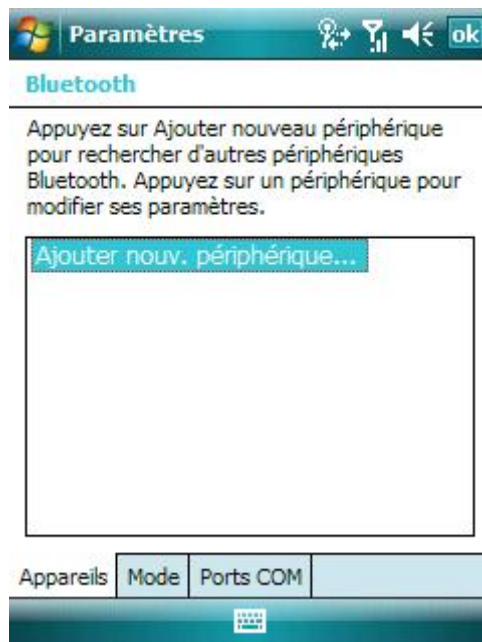 Paramètres
ok
Bluetooth
Appuyez sur Ajouter nouveau périphérique
pour rechercher d'autres périphériques
Bluetooth. Appuyez sur un périphérique pour
modifier ses paramètres.
Ajouter nouv. périphérique...
Appareils Mode Ports COM